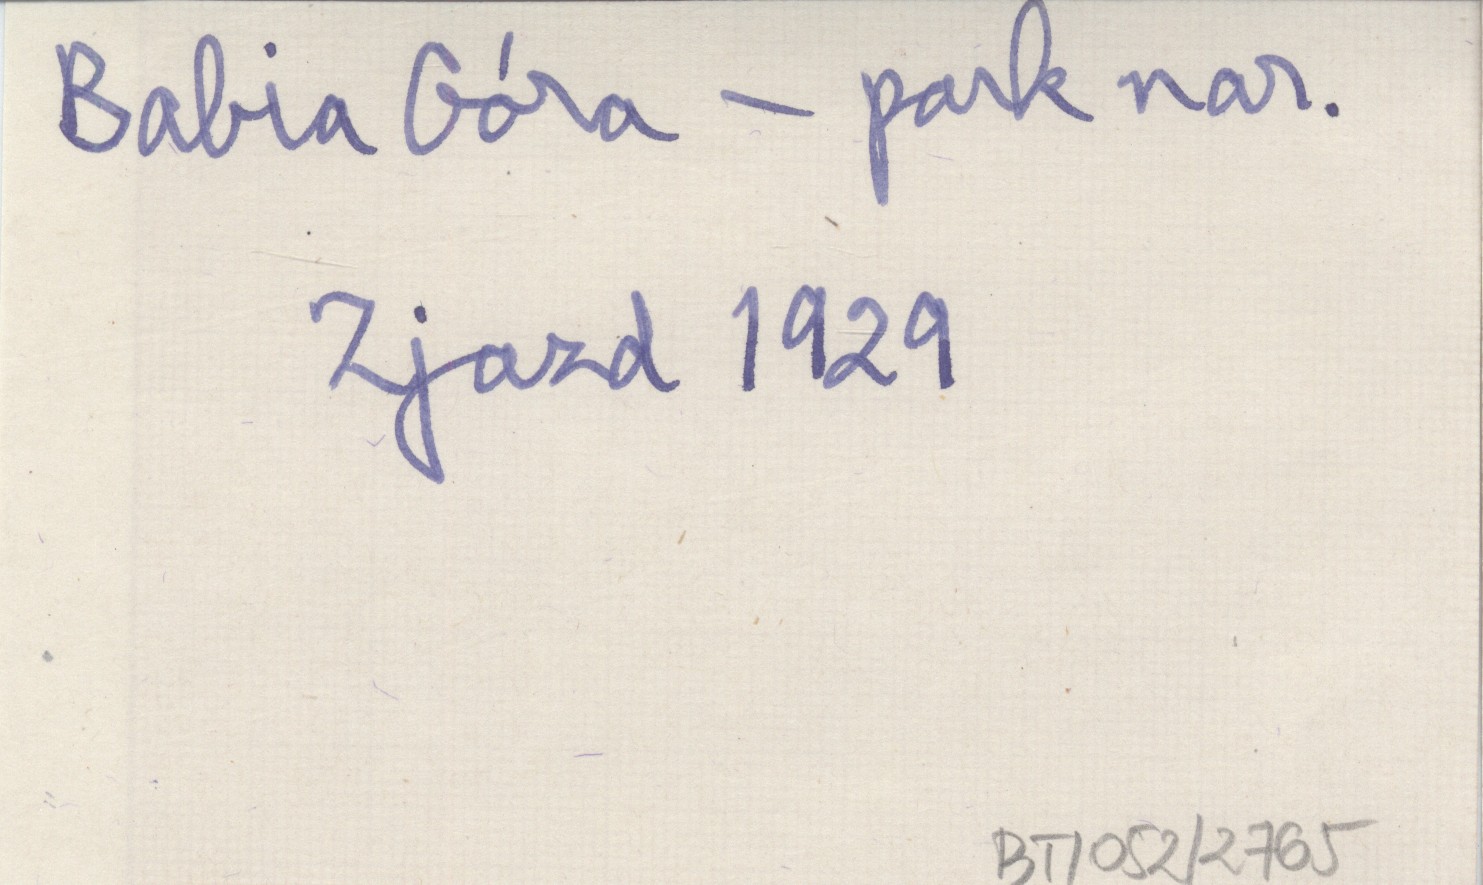 Babia Góra – park nar.
Zjazd 1929
BT/052/2765